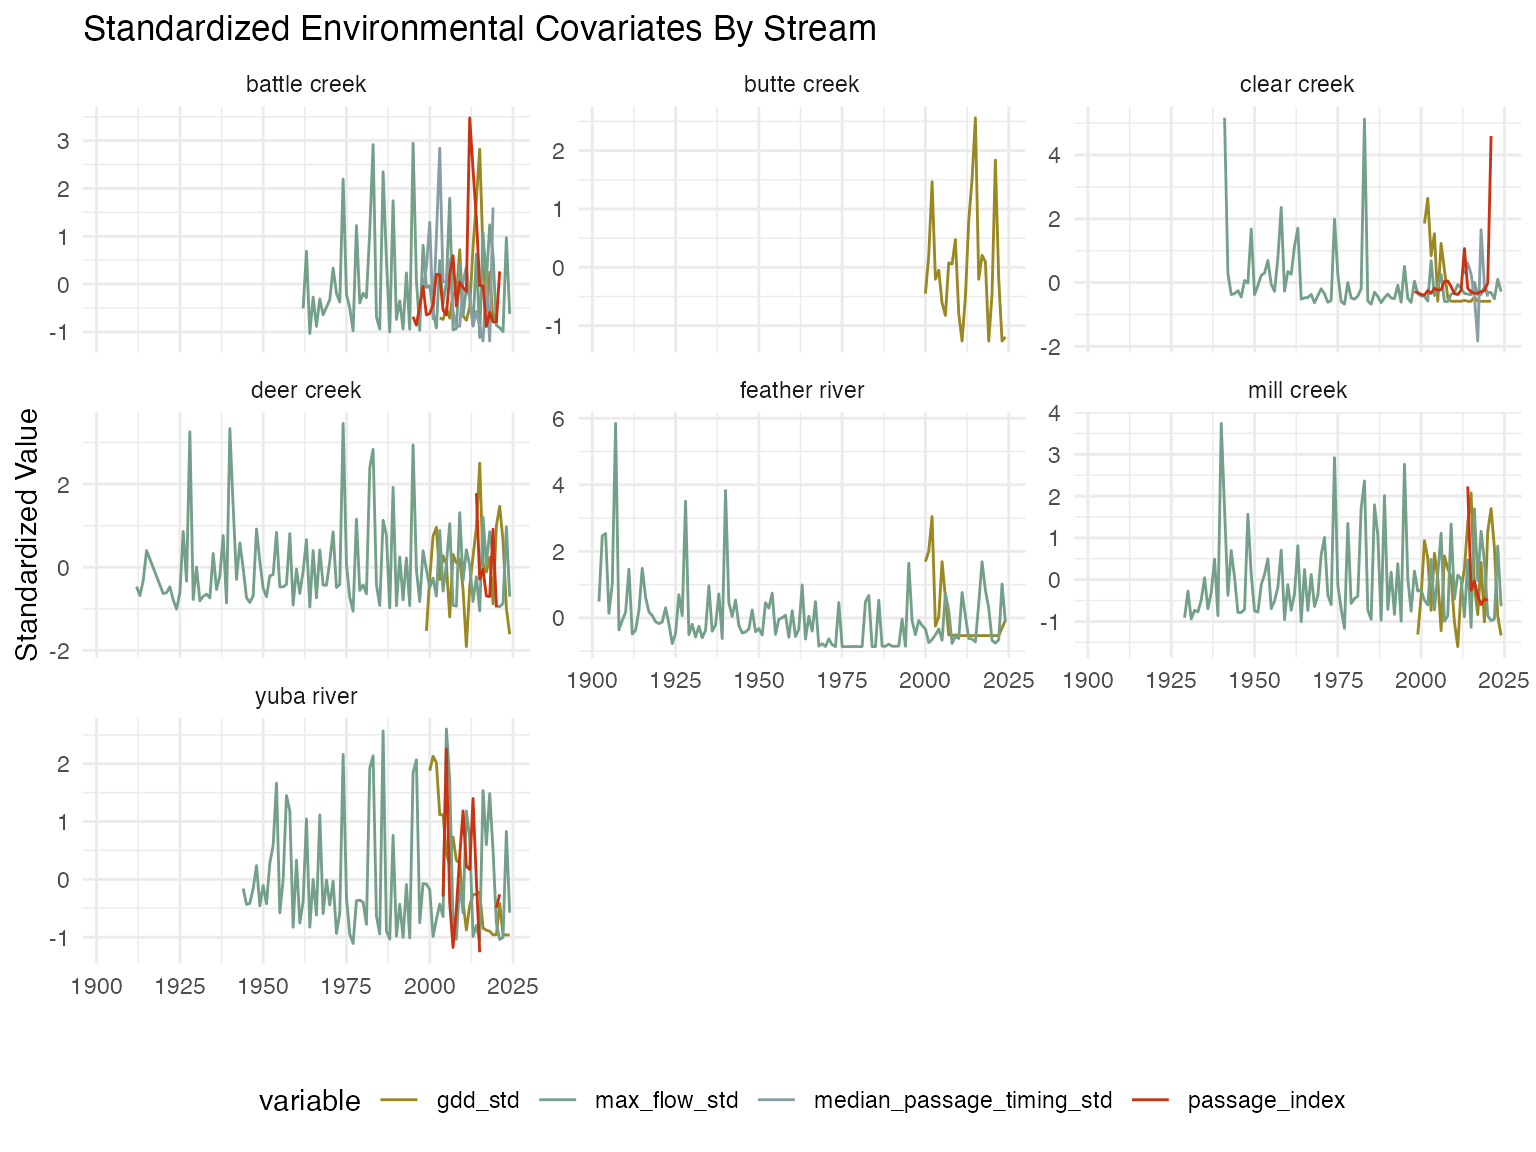 Standardized Environmental Covariates By Stream
battle creek
butte creek
clear creek
3
2
1
0
-1
2
1
0
-1
4
2
0
-2
deer creek
feather river
mill creek
Standardized Value
2
0
-2
6
4
2
0
4
3
2
1
0
-1
1900 1925 1950 1975 2000 2025
1900 1925 1950 1975 2000 2025
yuba river
2
1
0
-1
1900 1925 1950 1975 2000 2025
variable gdd_std max_flow_std median_passage_timing_std passage_index